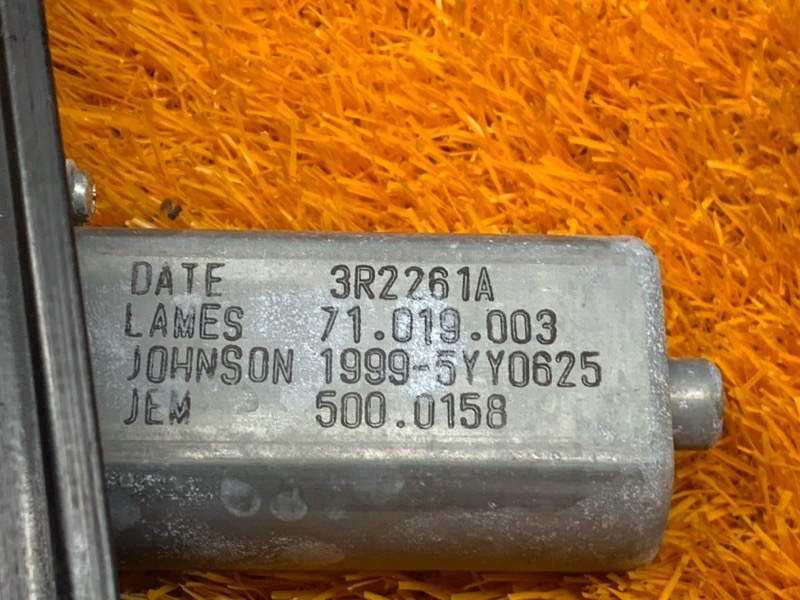 DATE 3R2261A
LAMES 71.019.003
JOHNSON 1999-5YY0625
JEM 500.0158